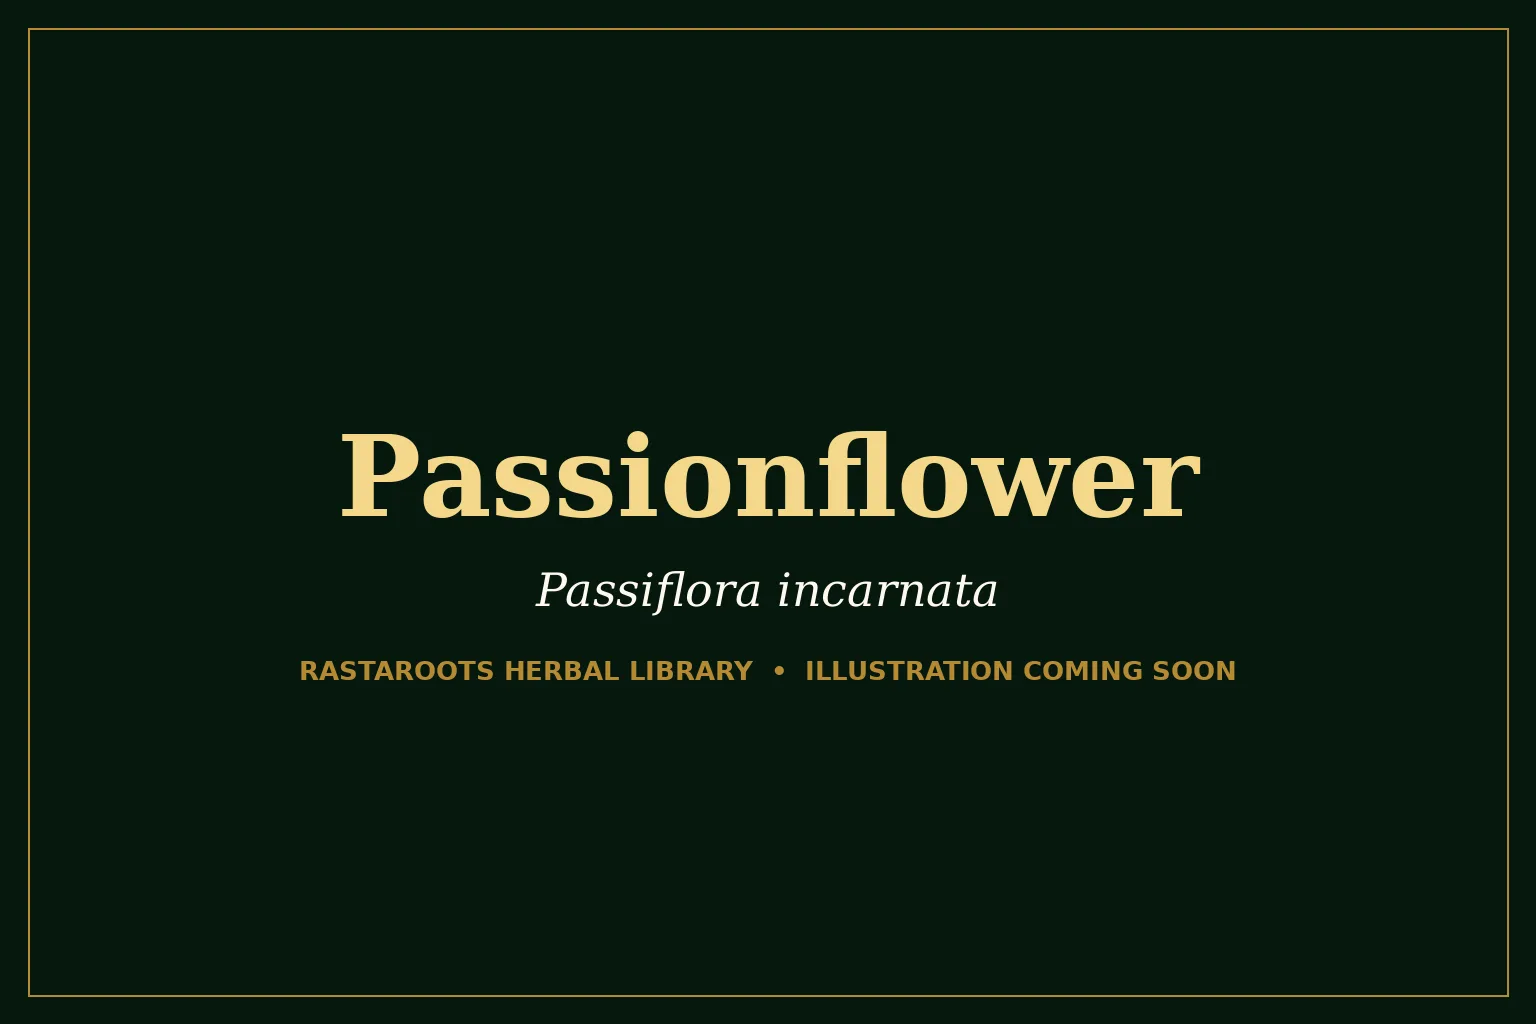 Passionflower
Passiflora incarnata
RASTAROOTS HERBAL LIBRARY • ILLUSTRATION COMING SOON